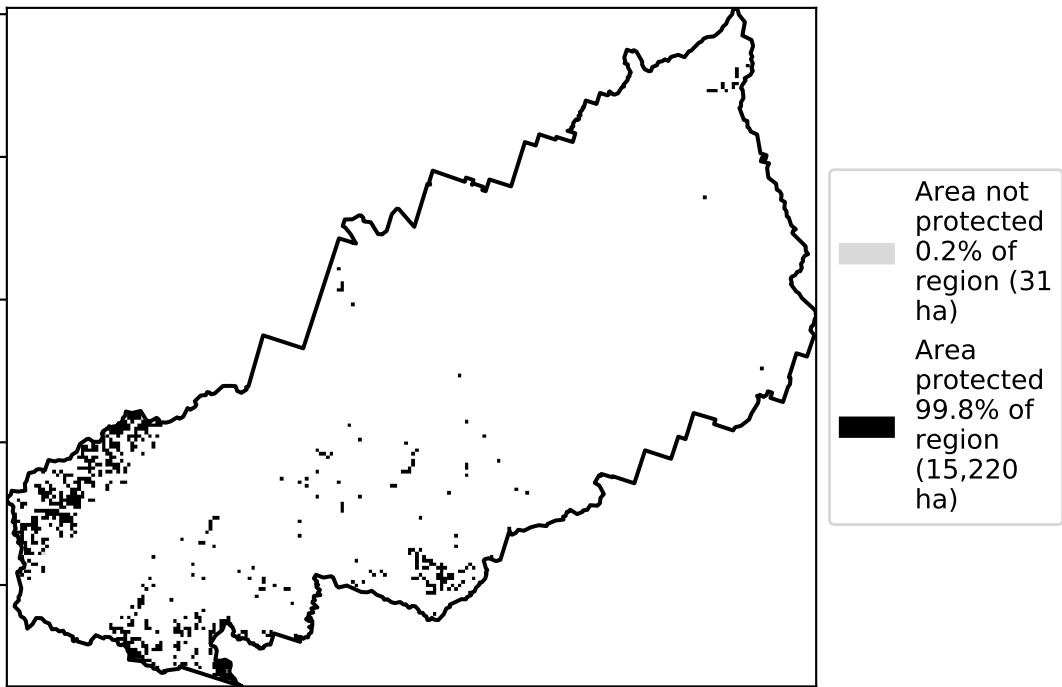 Area not
protected
0.2% of
region (31
ha)
Area
protected
99.8% of
region
(15,220
ha)